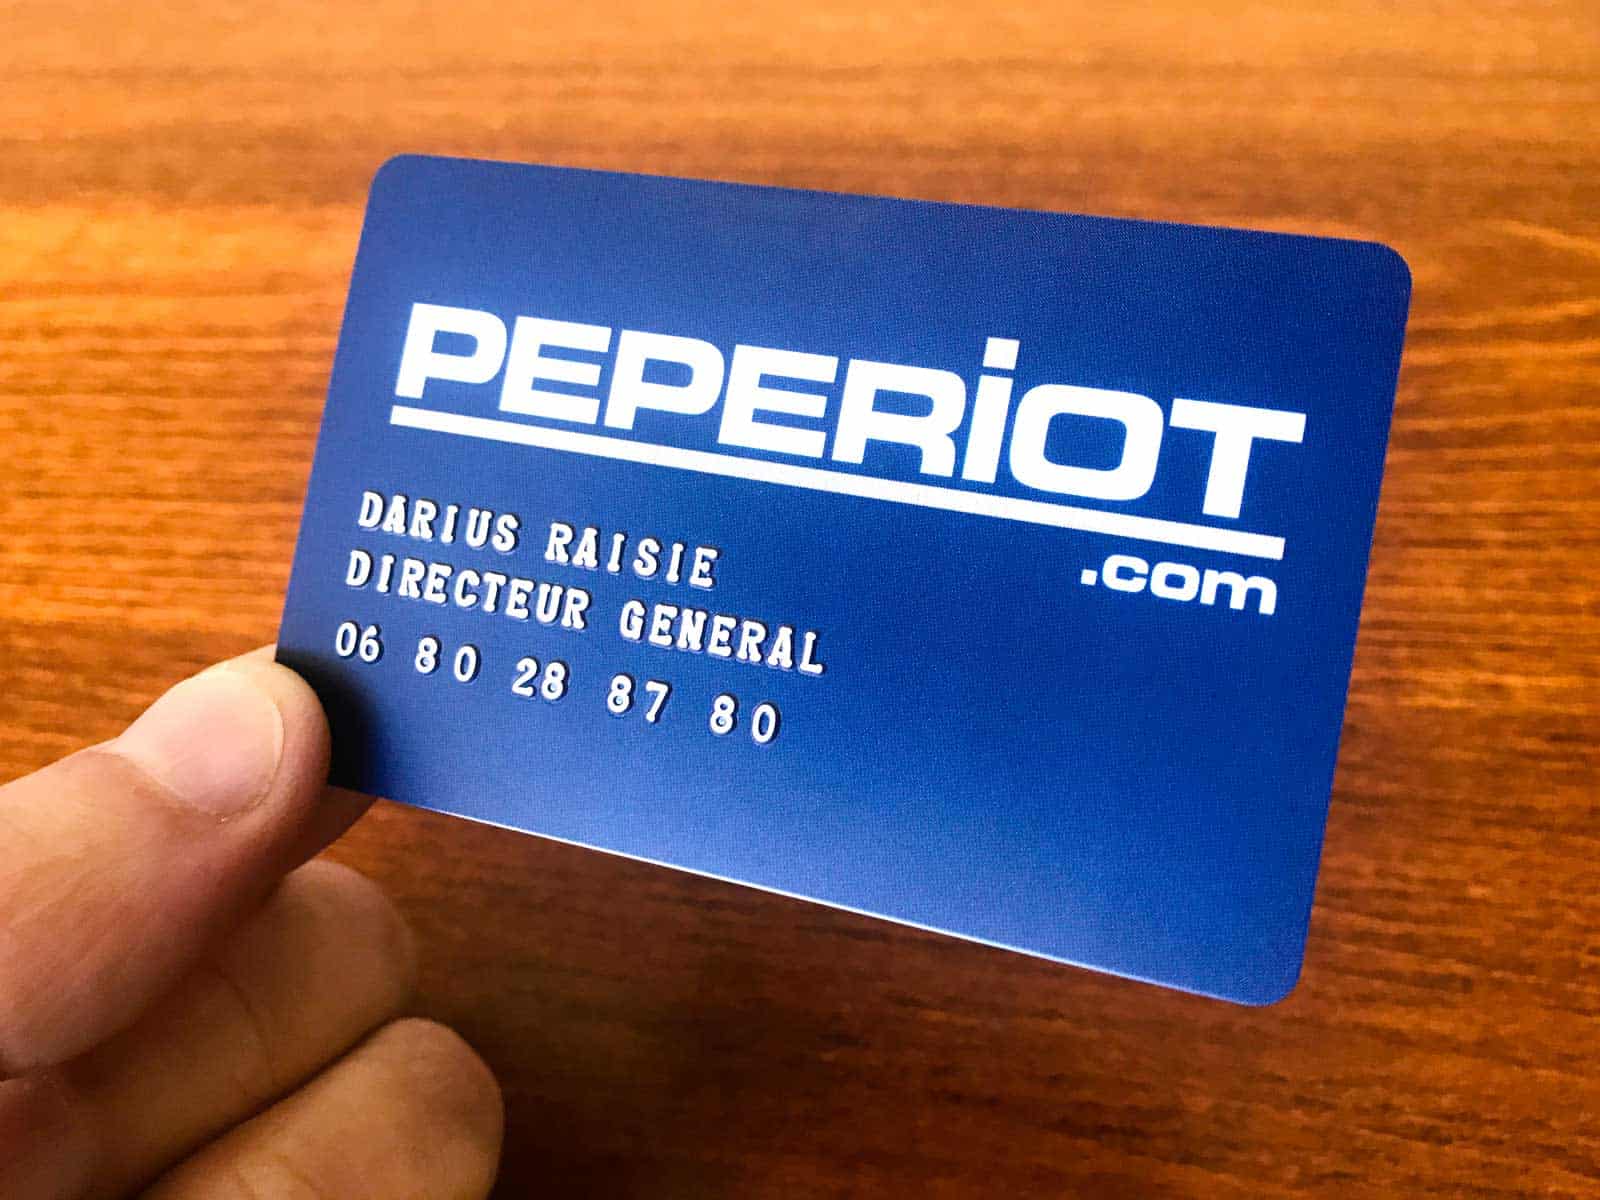 PEPERiOT
.com
DARIUS RAISIE
DIRECTEUR GENERAL
06 80 28 87 80